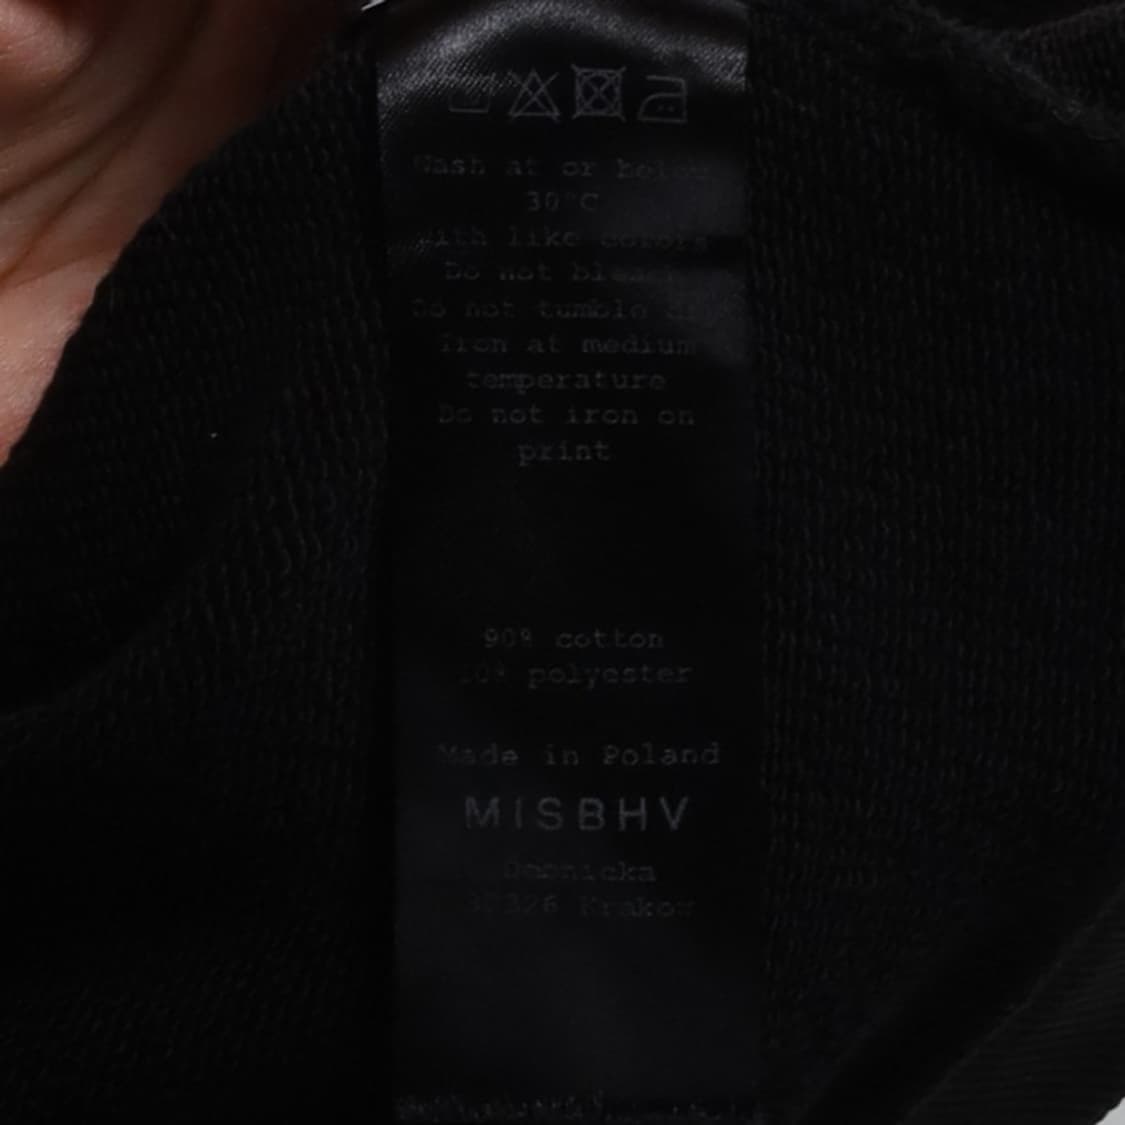 Wash at or below
30°C
with like colors
Do not bleach
Do not tumble dry
Iron at medium
temperature
Do not iron on
print
90% cotton
10% polyester
Made in Poland
MISBHV
Krakow